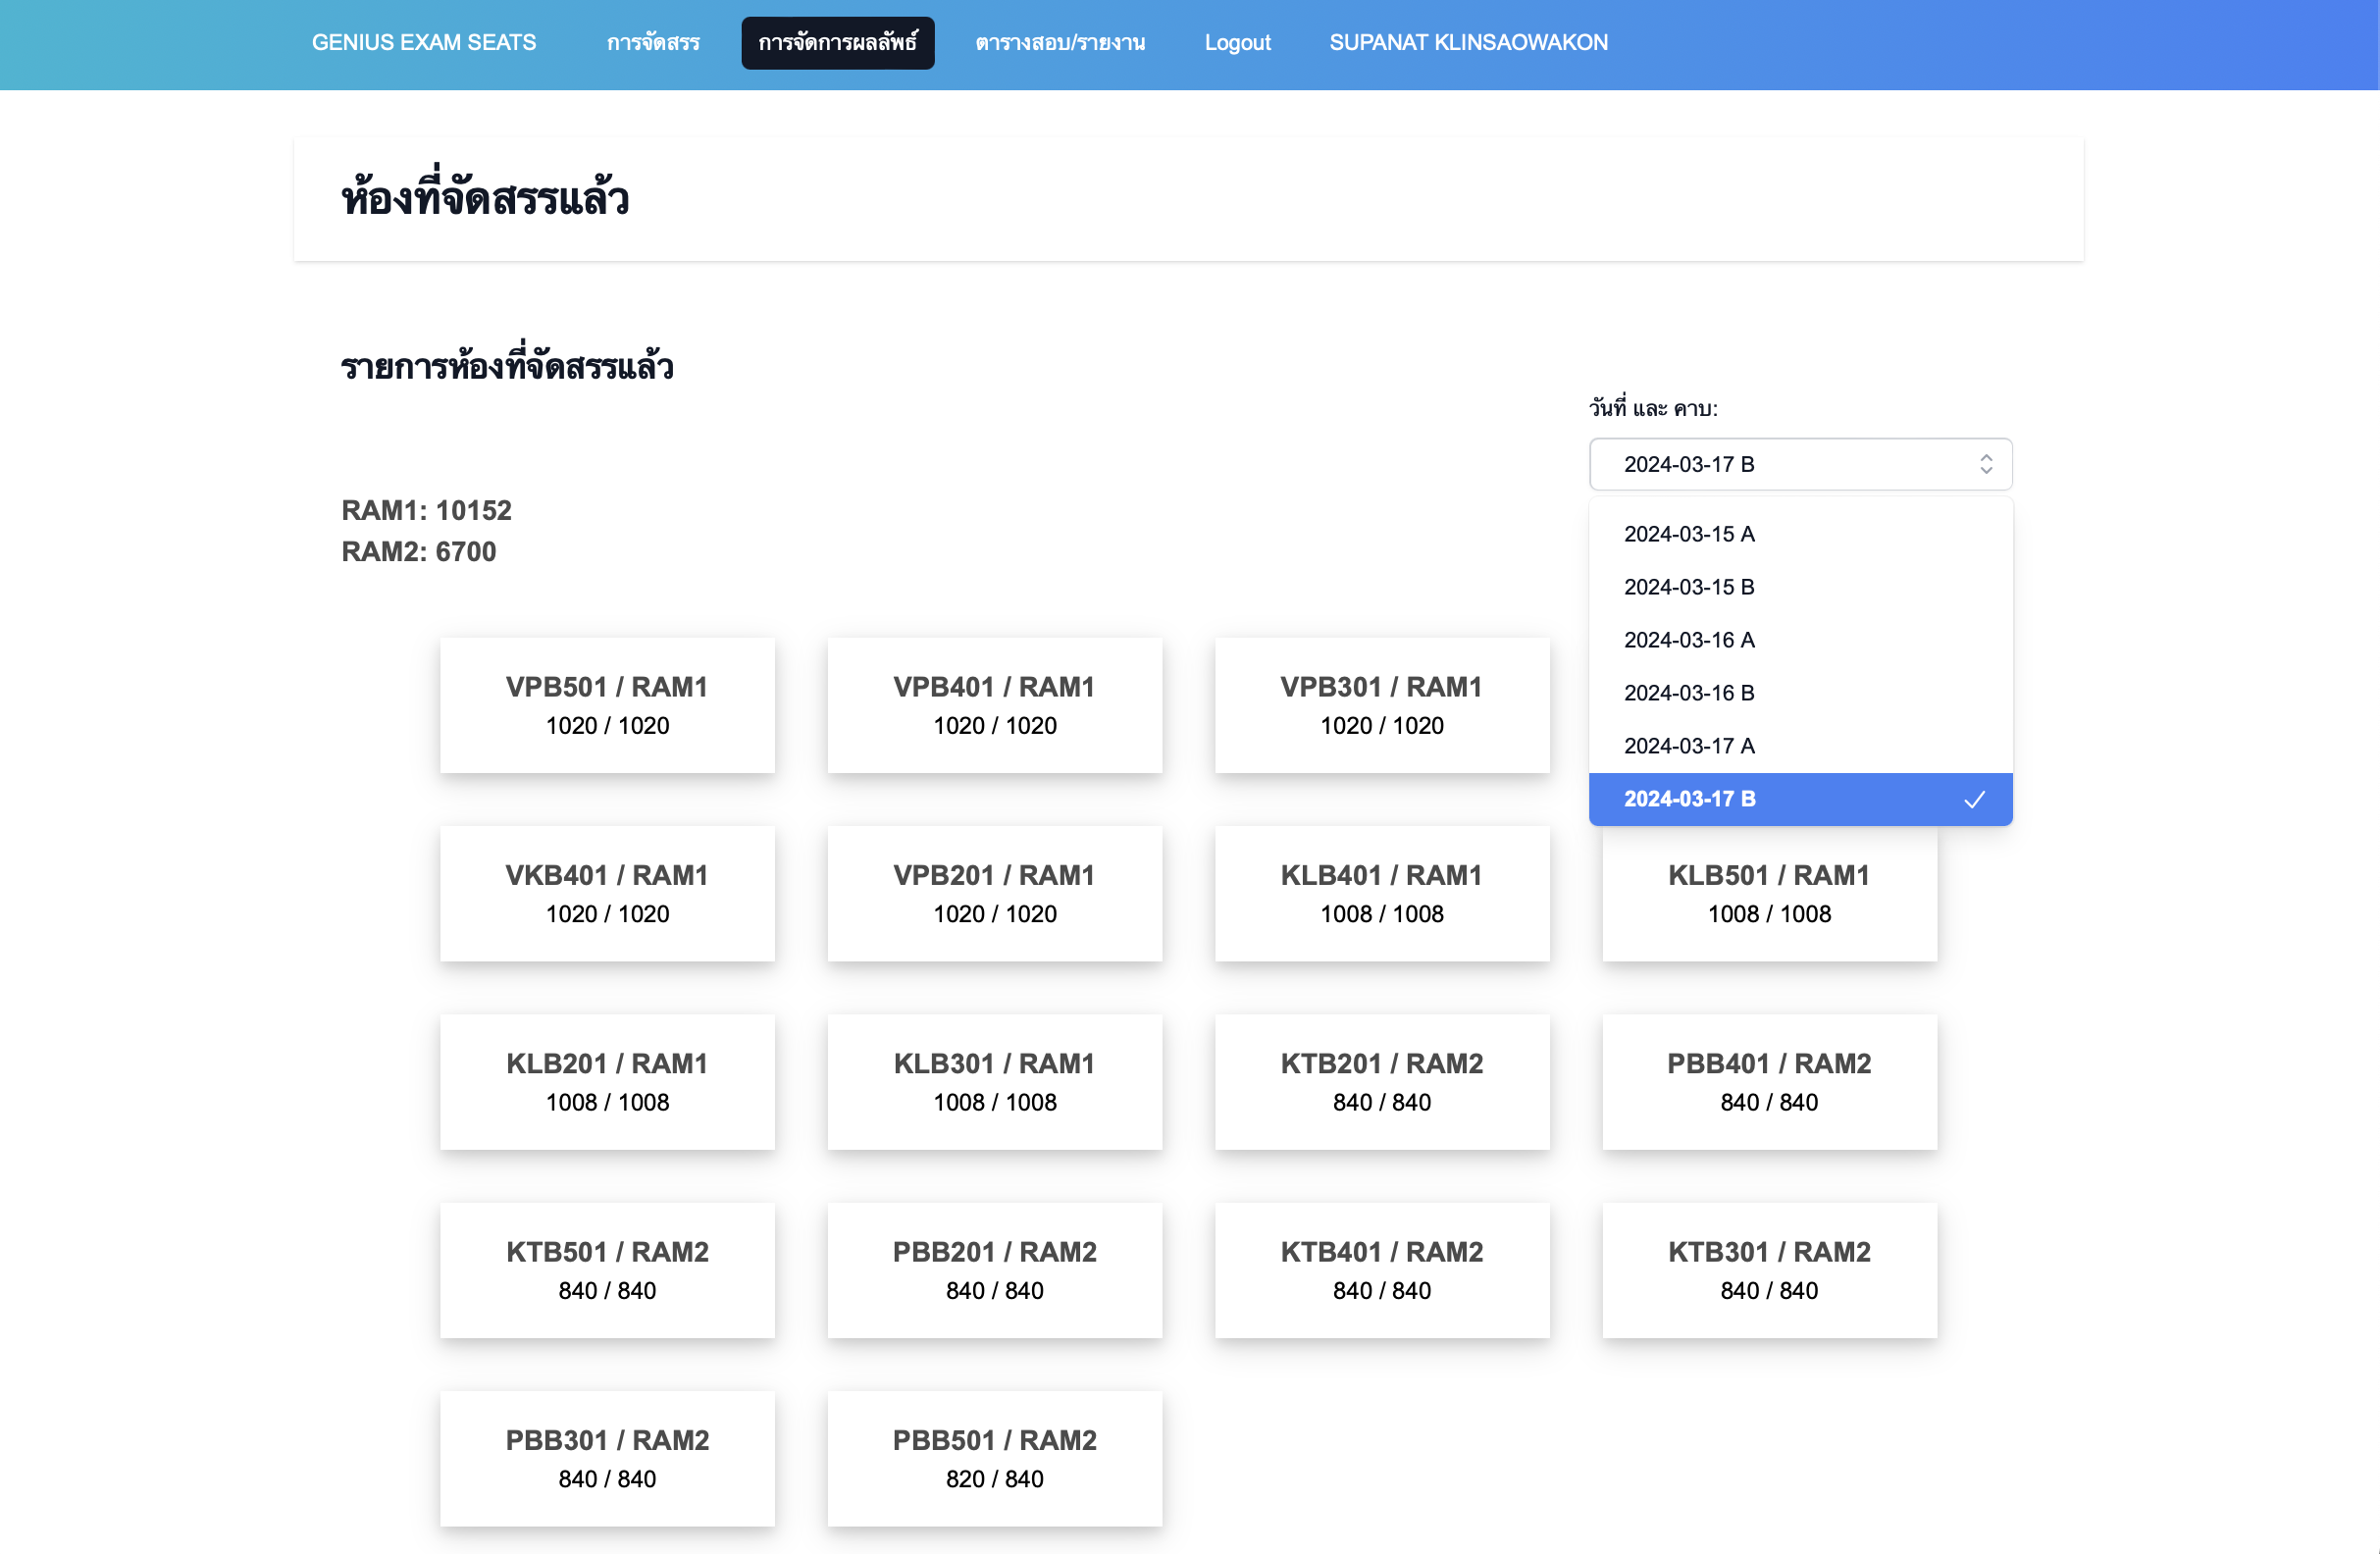 GENIUS EXAM SEATS การจัดสรร การจัดการผลลัพธ์ ตารางสอบ/รายงาน Logout SUPANAT KLINSAOWAKON
ห้องที่จัดสรรแล้ว
รายการห้องที่จัดสรรแล้ว
วันที่ และ คาบ:
2024-03-17 B
RAM1: 10152
RAM2: 6700
2024-03-15 A
2024-03-15 B
2024-03-16 A
2024-03-16 B
2024-03-17 A
2024-03-17 B
VPB501 / RAM1
1020 / 1020
VPB401 / RAM1
1020 / 1020
VPB301 / RAM1
1020 / 1020
VKB401 / RAM1
1020 / 1020
VPB201 / RAM1
1020 / 1020
KLB401 / RAM1
1008 / 1008
KLB501 / RAM1
1008 / 1008
KLB201 / RAM1
1008 / 1008
KLB301 / RAM1
1008 / 1008
KTB201 / RAM2
840 / 840
PBB401 / RAM2
840 / 840
KTB501 / RAM2
840 / 840
PBB201 / RAM2
840 / 840
KTB401 / RAM2
840 / 840
KTB301 / RAM2
840 / 840
PBB301 / RAM2
840 / 840
PBB501 / RAM2
820 / 840